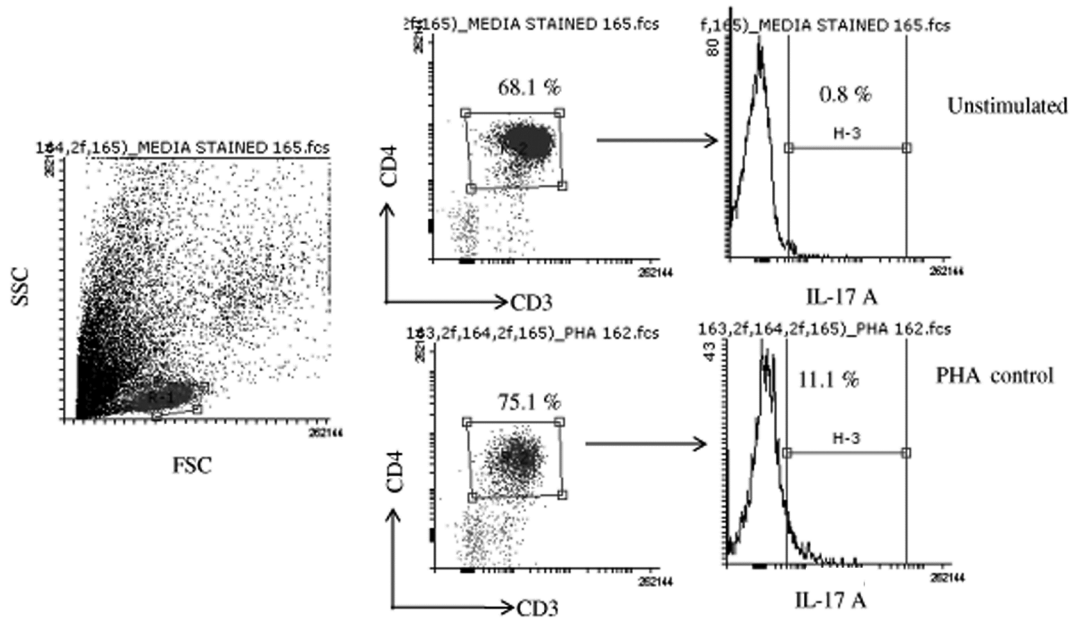 184,2f,165)_MEDIA STAINED 165.fcs
SSC
R-1
262144
FSC
2f,165)_MEDIA STAINED 165.fcs
68.1 %
CD4
262144
CD3
f,165)_MEDIA STAINED 165.fcs
80
0.8 %
H-3
262144
IL-17 A
Unstimulated
163,2f,164,2f,165)_PHA 162.fcs
75.1 %
CD4
262144
CD3
163,2f,164,2f,165)_PHA 162.fcs
43
11.1 %
H-3
262144
IL-17 A
PHA control